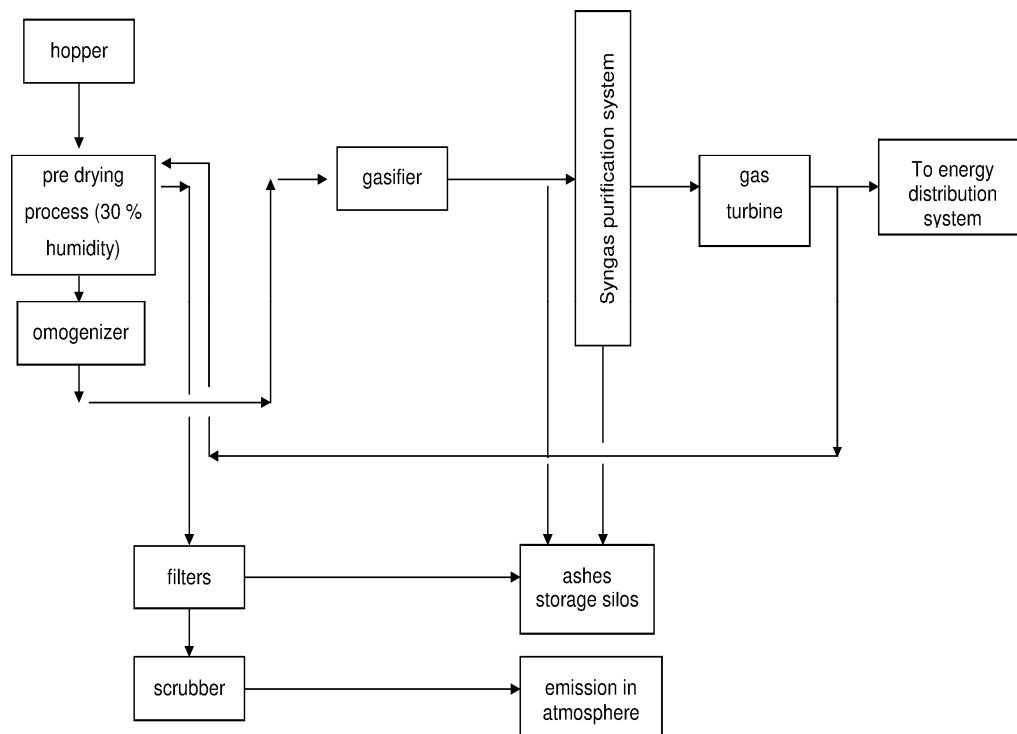 hopper
pre drying
process (30 %
humidity)
omogenizer
gasifier
Syngas purification system
gas
turbine
To energy
distribution
system
filters
ashes
storage silos
scrubber
emission in
atmosphere